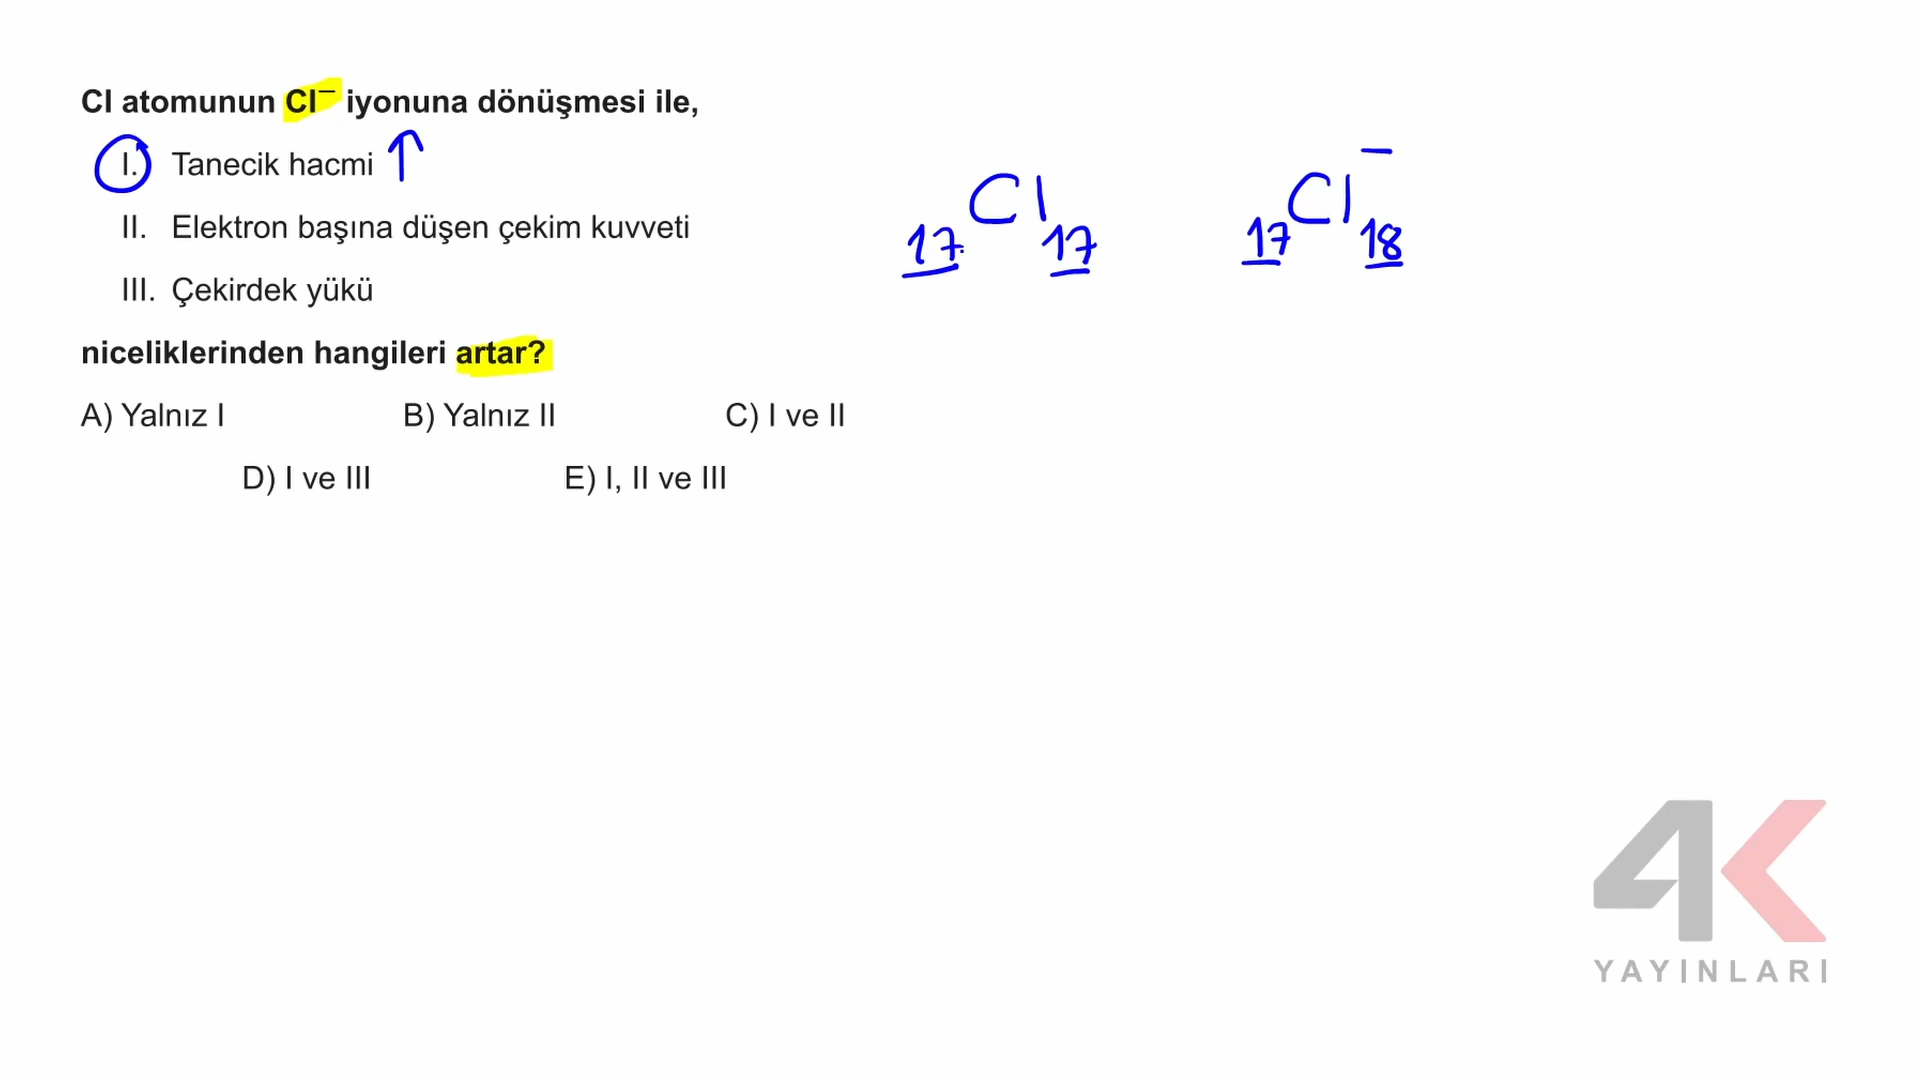 Cl atomunun Cl⁻ iyonuna dönüşmesi ile,
I. Tanecik hacmi ↑
II. Elektron başına düşen çekim kuvveti
III. Çekirdek yükü
niceliklerinden hangileri artar?
A) Yalnız I B) Yalnız II C) I ve II
D) I ve III E) I, II ve III
₁₇Cl₁₇ ₁₇Cl⁻₁₈
4K
YAYINLARI